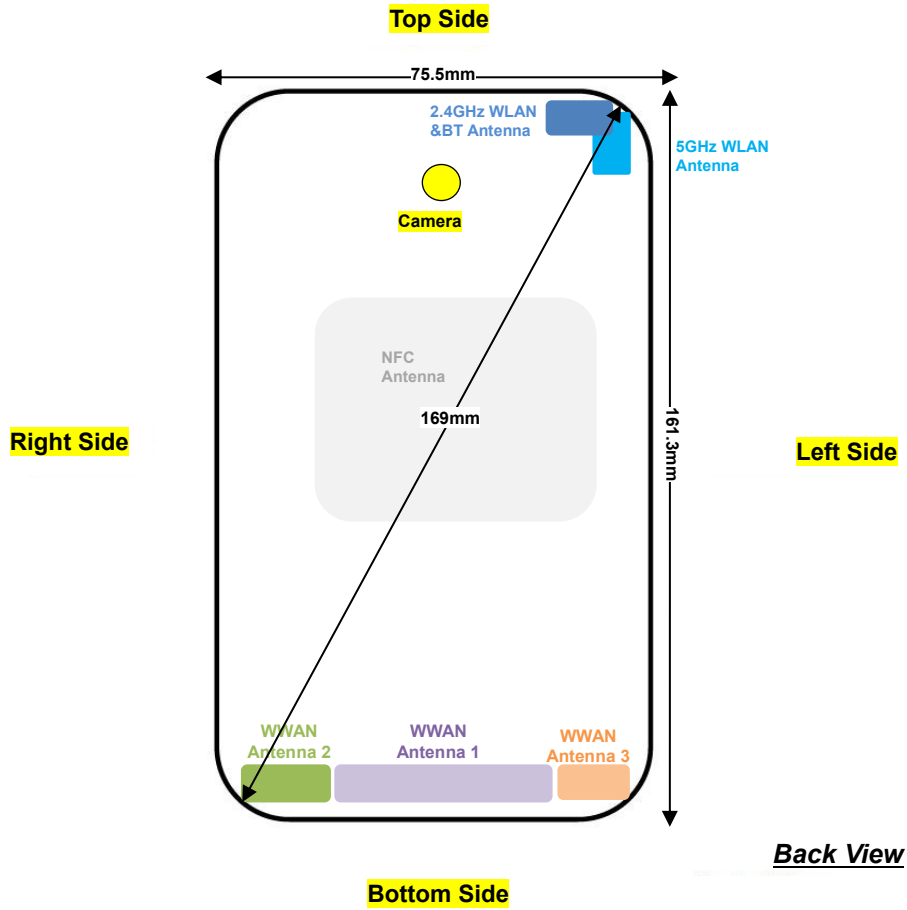 Top Side
75.5mm
2.4GHz WLAN
&BT Antenna
5GHz WLAN
Antenna
Camera
NFC
Antenna
169mm
161.3mm
Right Side
Left Side
WWAN
Antenna 2
WWAN
Antenna 1
WWAN
Antenna 3
Back View
Bottom Side